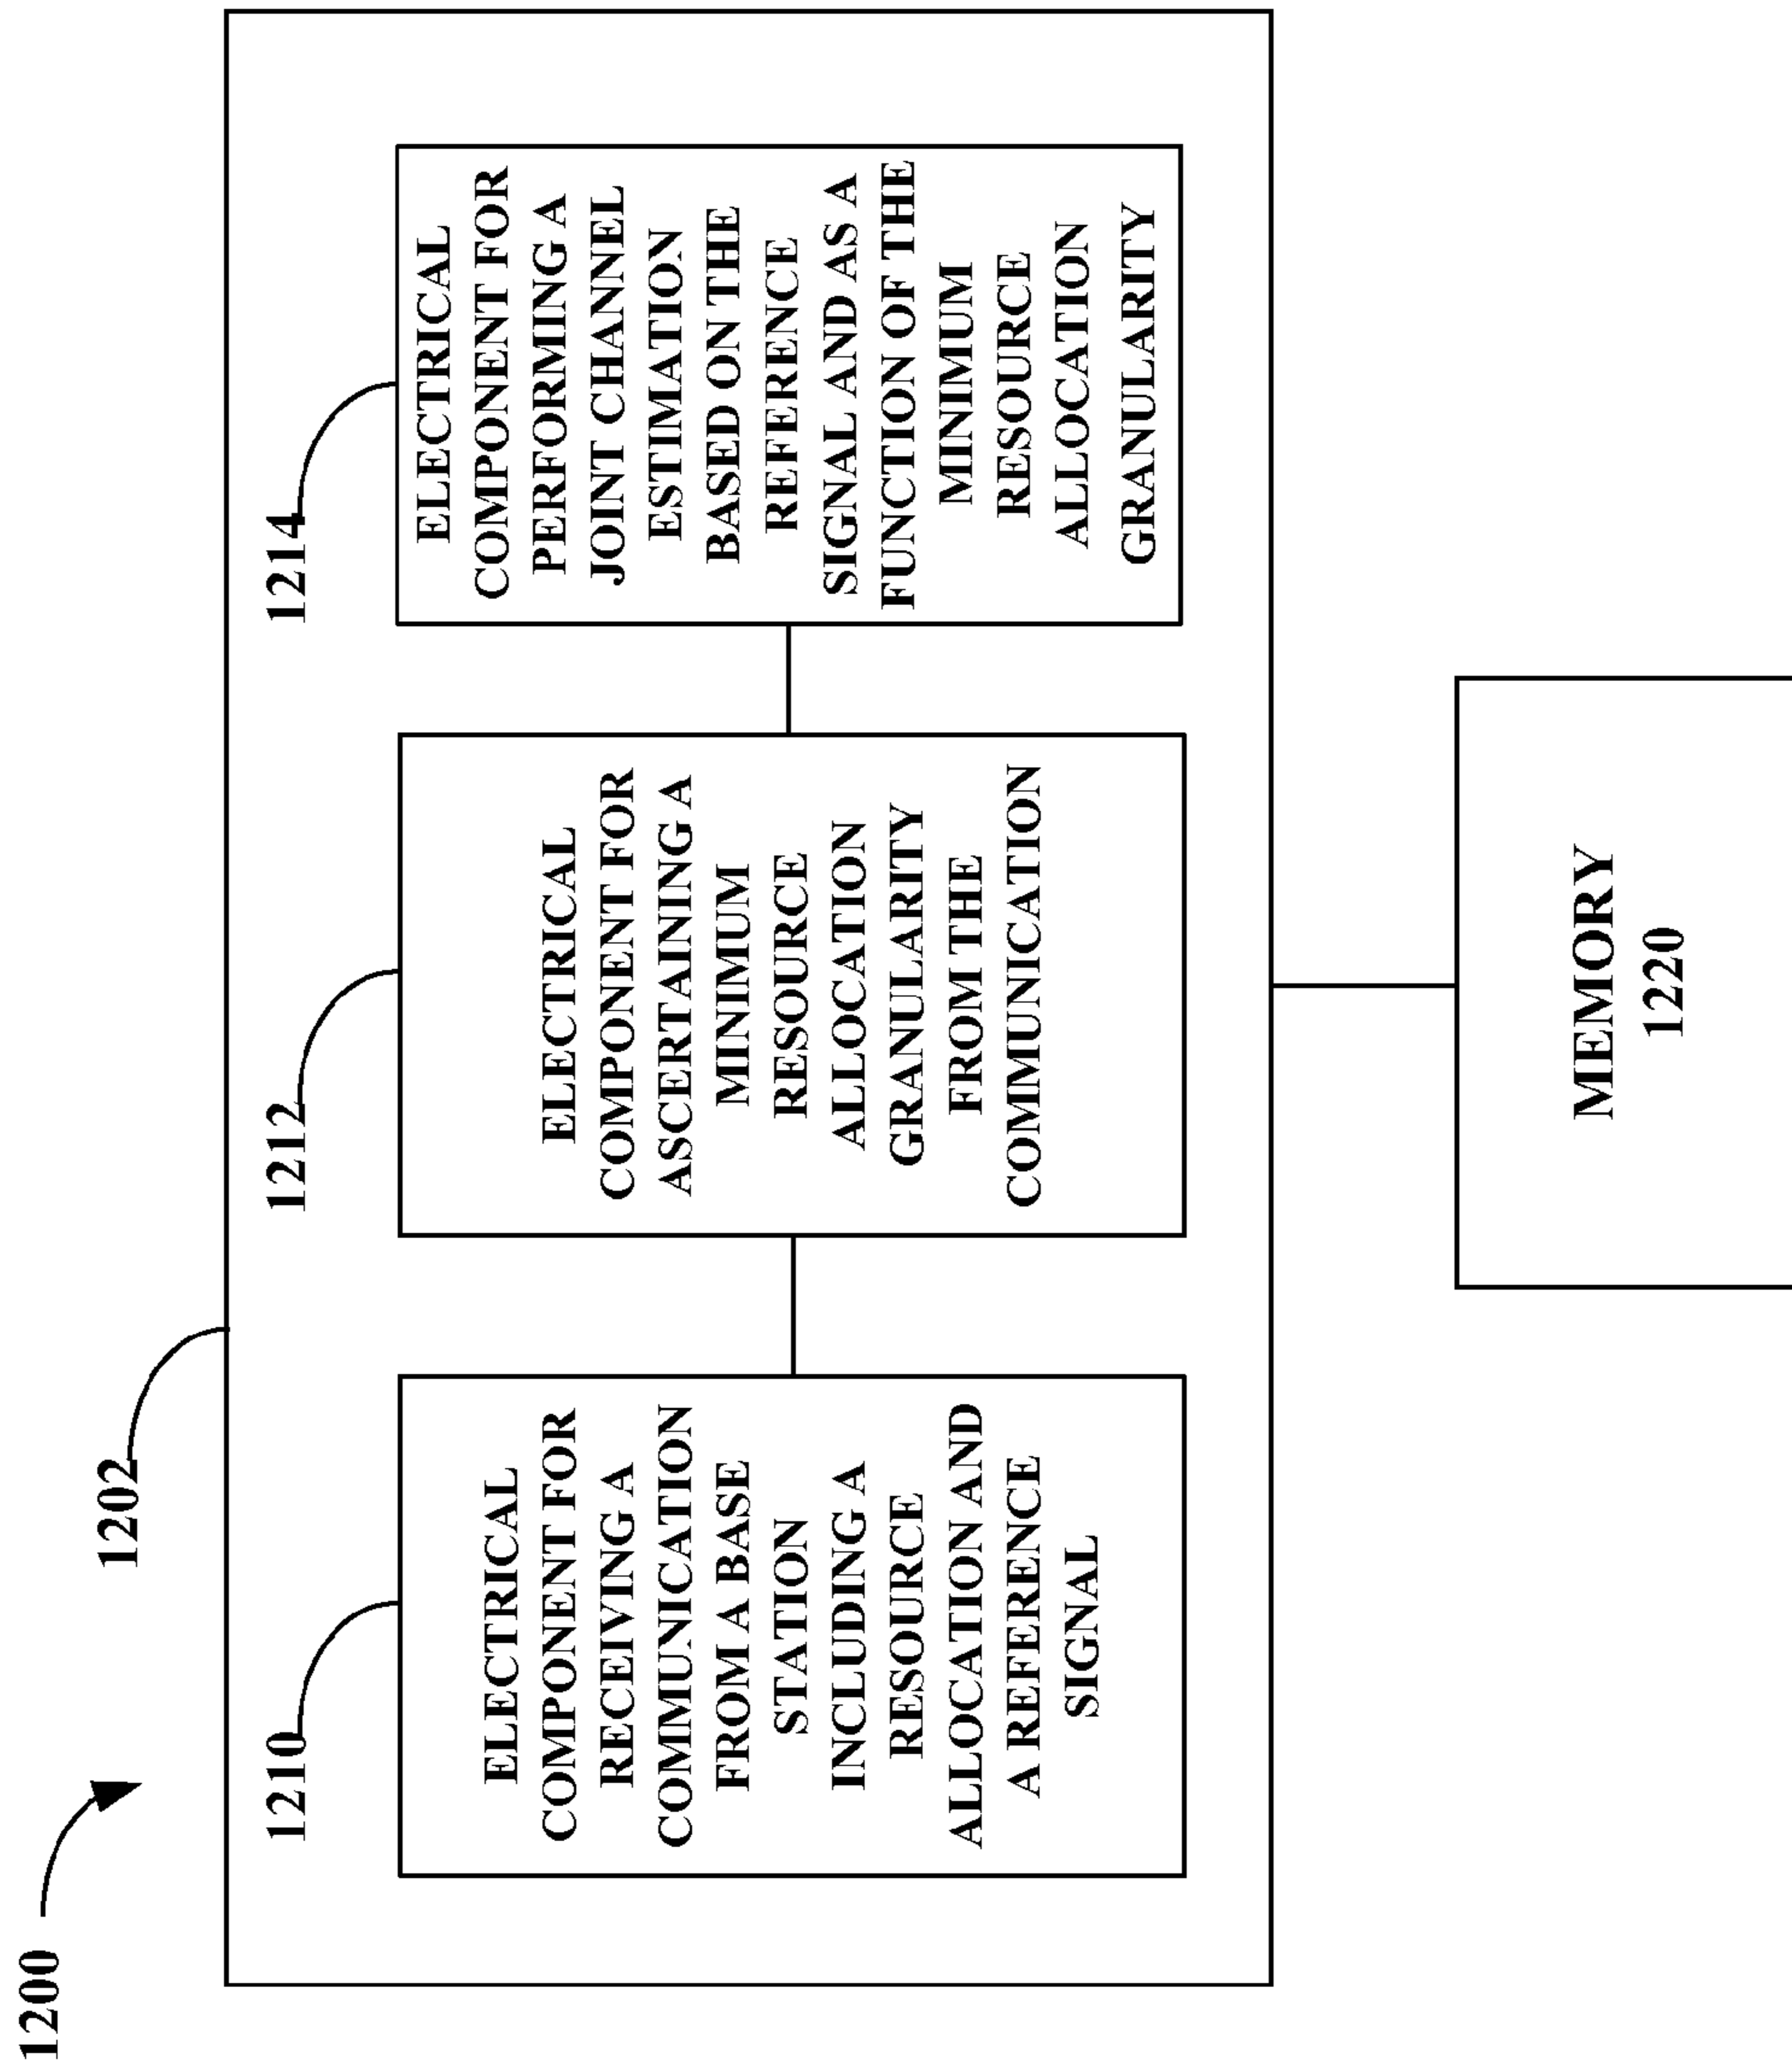 1200
1202
1210
ELECTRICAL
COMPONENT FOR
RECEIVING A
COMMUNICATION
FROM A BASE
STATION
INCLUDING A
RESOURCE
ALLOCATION AND
A REFERENCE
SIGNAL
1212
ELECTRICAL
COMPONENT FOR
ASCERTAINING A
MINIMUM
RESOURCE
ALLOCATION
GRANULARITY
FROM THE
COMMUNICATION
1214
ELECTRICAL
COMPONENT FOR
PERFORMING A
JOINT CHANNEL
ESTIMATION
BASED ON THE
REFERENCE
SIGNAL AND AS A
FUNCTION OF THE
MINIMUM
RESOURCE
ALLOCATION
GRANULARITY
MEMORY
1220